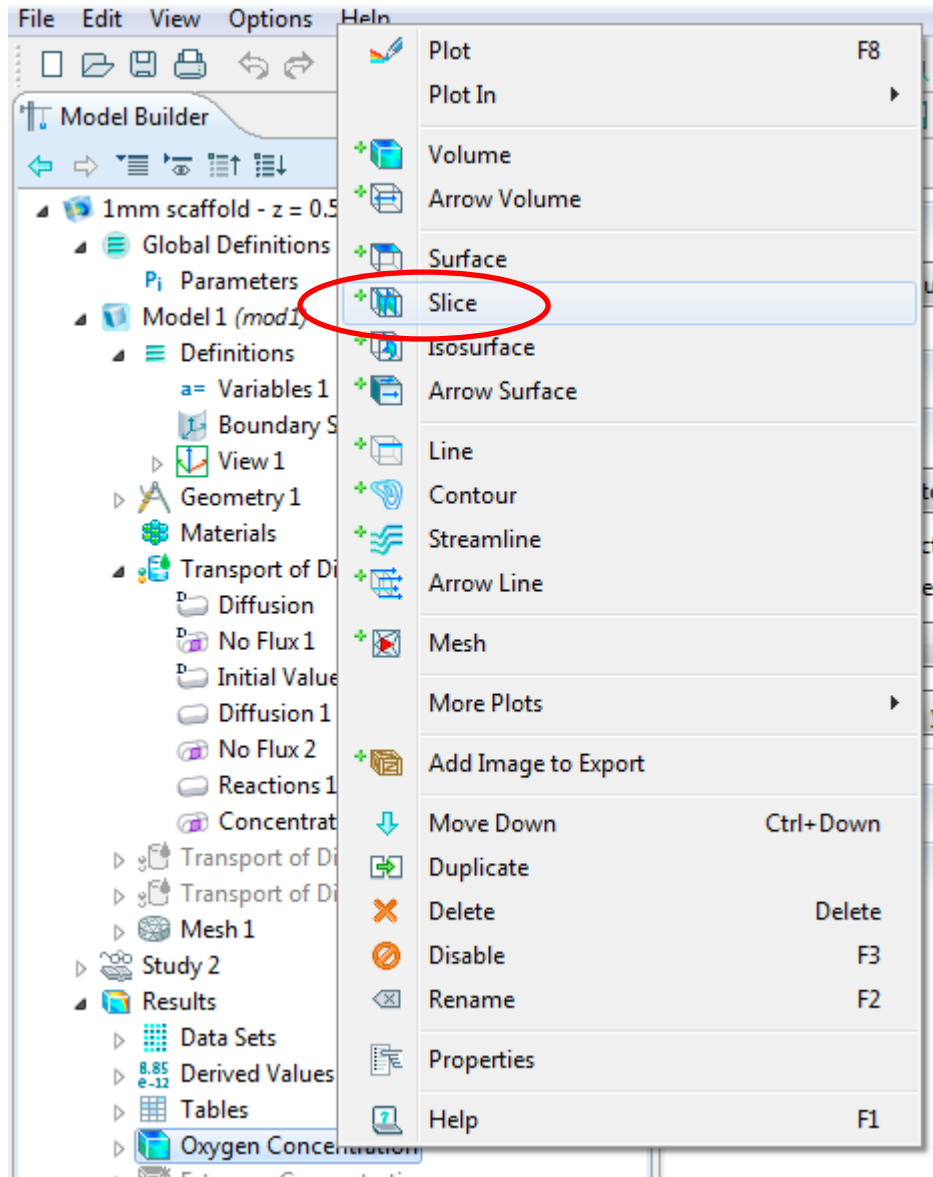 File Edit View Options Help
Model Builder
1mm scaffold - z = 0.5
Global Definitions
Pi Parameters
Model 1 (mod1)
Definitions
a= Variables 1
Boundary S
View 1
Geometry 1
Materials
Transport of Di
Diffusion
No Flux 1
Initial Value
Diffusion 1
No Flux 2
Reactions 1
Concentrat
Transport of Di
Transport of Di
Mesh 1
Study 2
Results
Data Sets
8.85 e-12 Derived Values
Tables
Oxygen Concentration
Plot F8
Plot In
Volume
Arrow Volume
Surface
Slice
Isosurface
Arrow Surface
Line
Contour
Streamline
Arrow Line
Mesh
More Plots
Add Image to Export
Move Down Ctrl+Down
Duplicate
Delete Delete
Disable F3
Rename F2
Properties
Help F1